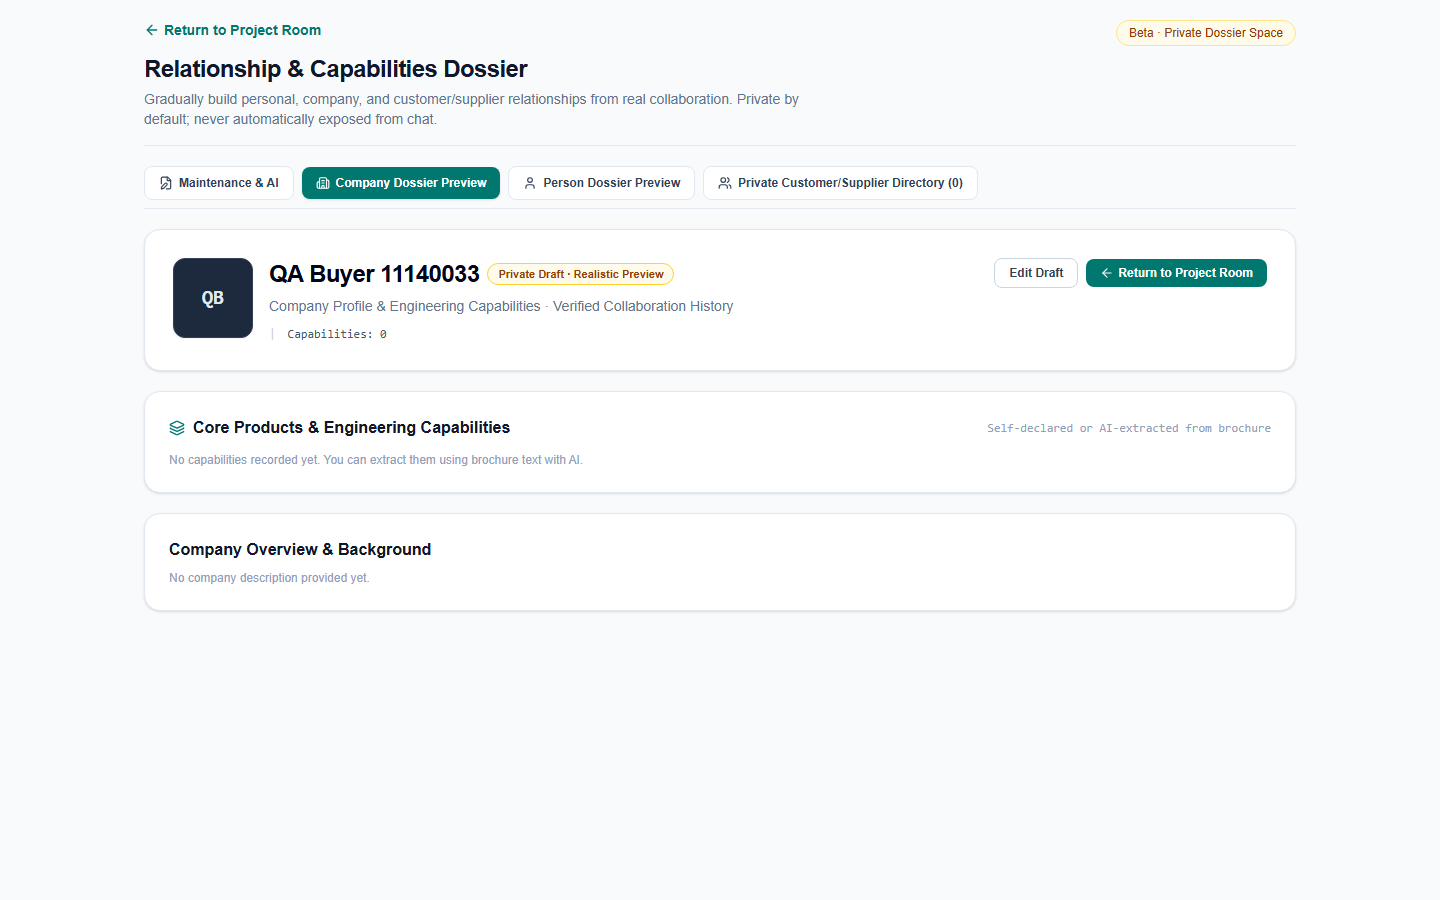 Return to Project Room
Beta · Private Dossier Space
Relationship & Capabilities Dossier
Gradually build personal, company, and customer/supplier relationships from real collaboration. Private by
default; never automatically exposed from chat.
Maintenance & AI
Company Dossier Preview
Person Dossier Preview
Private Customer/Supplier Directory (0)
QB
QA Buyer 11140033
Private Draft · Realistic Preview
Edit Draft
Return to Project Room
Company Profile & Engineering Capabilities · Verified Collaboration History
| Capabilities: 0
Core Products & Engineering Capabilities
Self-declared or AI-extracted from brochure
No capabilities recorded yet. You can extract them using brochure text with AI.
Company Overview & Background
No company description provided yet.